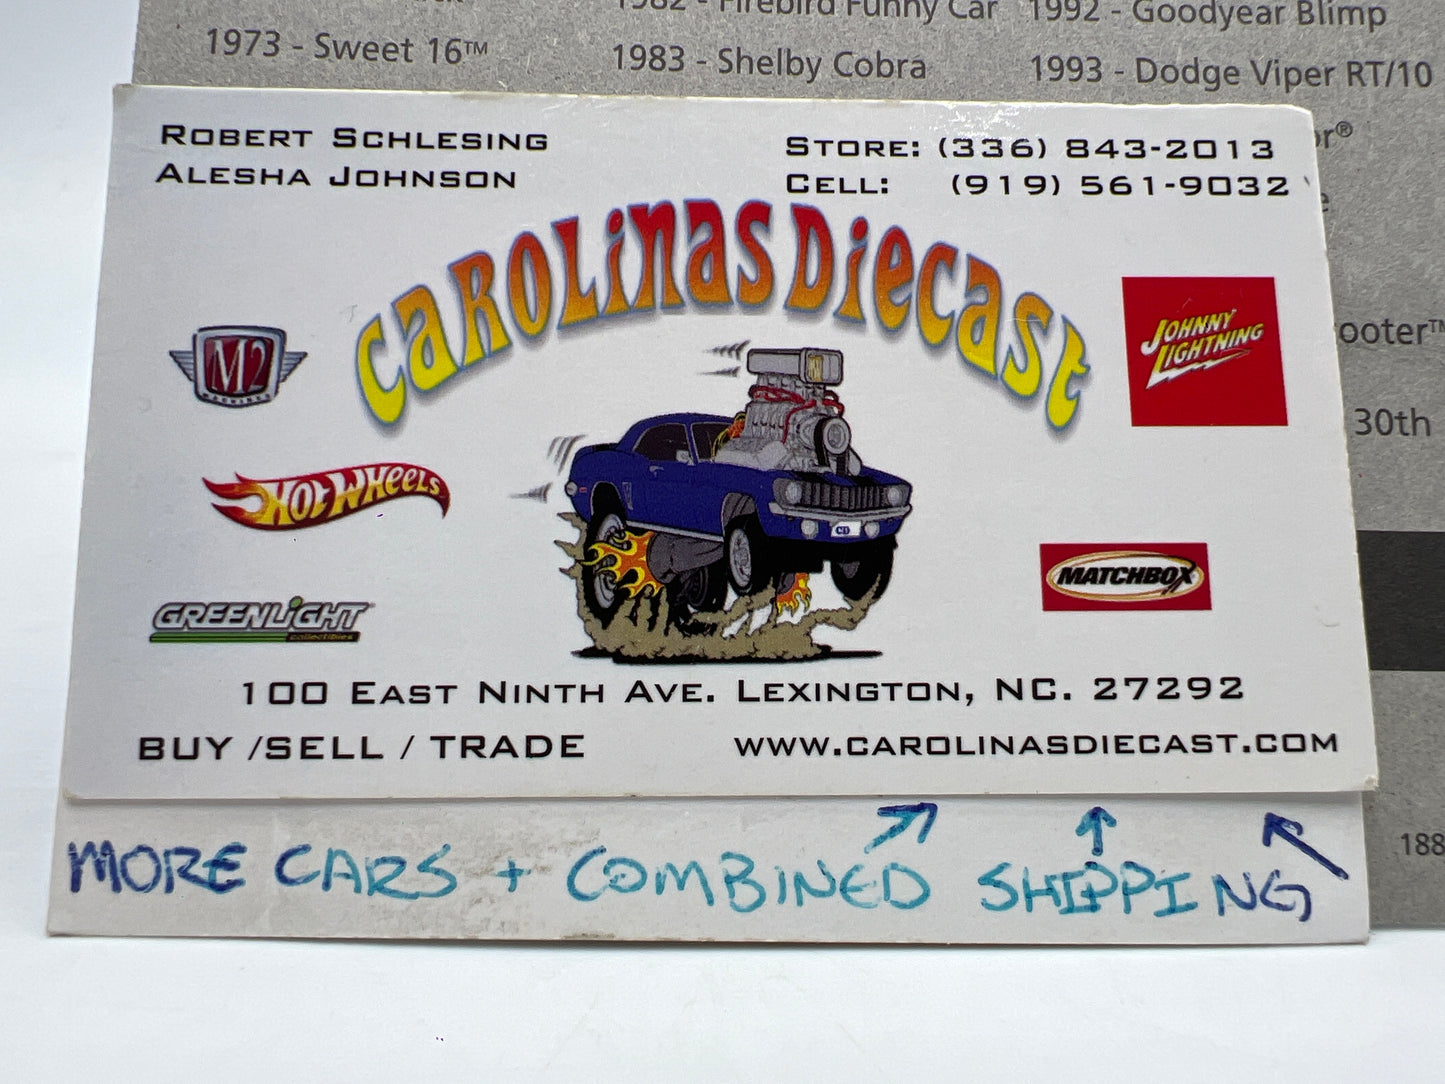 1982 - Firebird Funny Car
1992 - Goodyear Blimp
1973 - Sweet 16™
1983 - Shelby Cobra
1993 - Dodge Viper RT/10
ROBERT SCHLESING
ALESHA JOHNSON
STORE: (336) 843-2013
CELL: (919) 561-9032
CAROLINAS DIECAST
M2
MACHINES
JOHNNY
LIGHTNING
30th
HOT WHEELS
CD
MATCHBOX
GREENLIGHT
collectibles
100 EAST NINTH AVE. LEXINGTON, NC. 27292
BUY /SELL / TRADE
WWW.CAROLINASDIECAST.COM
MORE CARS + COMBINED SHIPPING